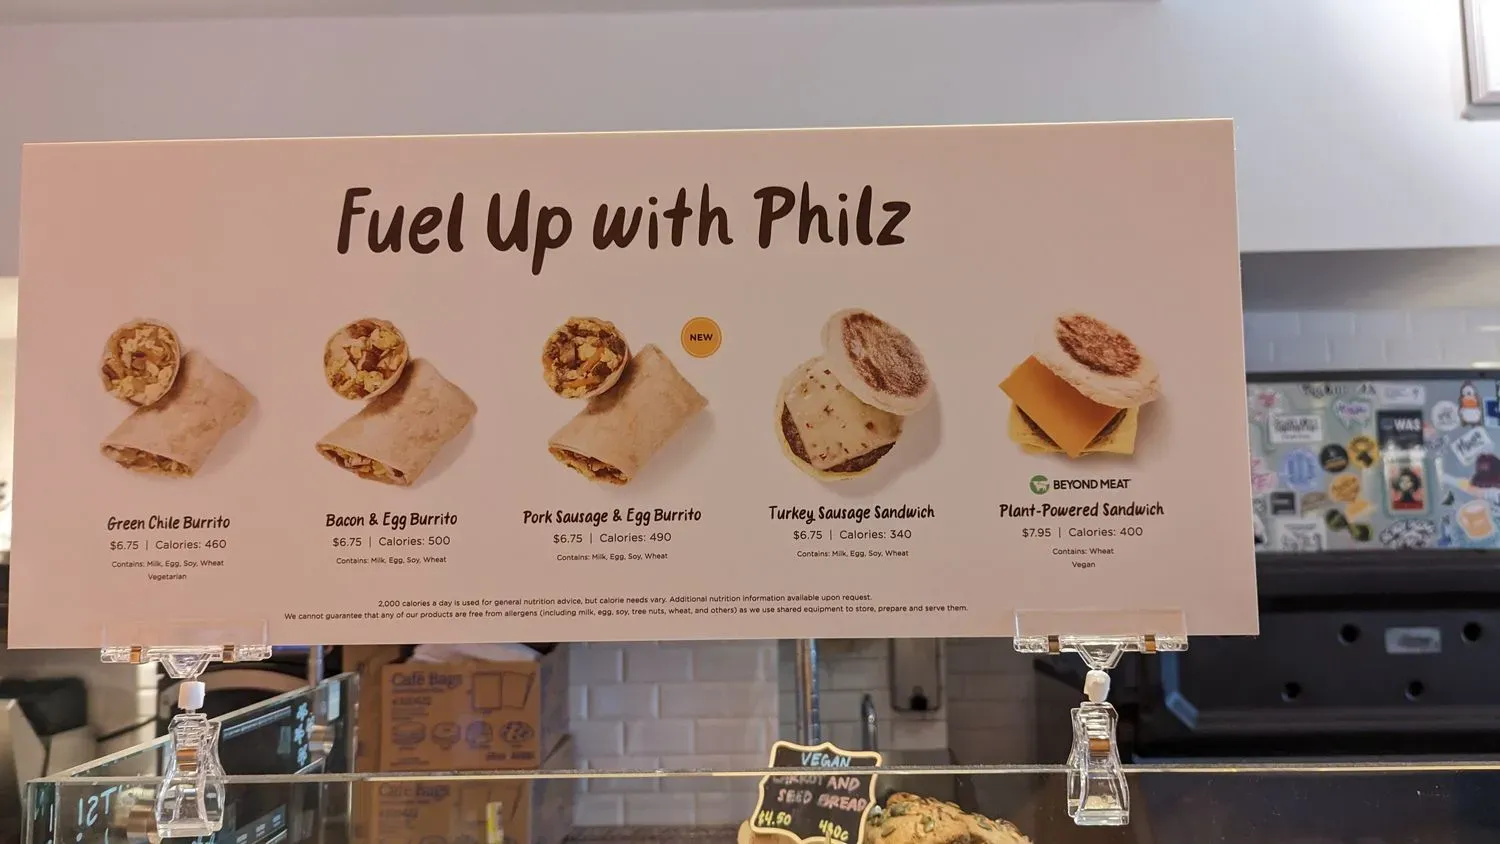 Fuel Up with Philz
NEW
BEYOND MEAT
Green Chile Burrito
$6.75 | Calories: 460
Contains: Milk, Egg, Soy, Wheat
Vegetarian
Bacon & Egg Burrito
$6.75 | Calories: 500
Contains: Milk, Egg, Soy, Wheat
Pork Sausage & Egg Burrito
$6.75 | Calories: 490
Contains: Milk, Egg, Soy, Wheat
Turkey Sausage Sandwich
$6.75 | Calories: 340
Contains: Milk, Egg, Soy, Wheat
Plant-Powered Sandwich
$7.95 | Calories: 400
Contains: Wheat
Vegan
2,000 calories a day is used for general nutrition advice, but calorie needs vary. Additional nutrition information available upon request.
We cannot guarantee that any of our products are free from allergens (including milk, egg, soy, tree nuts, wheat, and others) as we use shared equipment to store, prepare and serve them.
WAS
Café Bags
Café Bags
VEGAN
CARROT AND
SEED BREAD
$4.50 430c